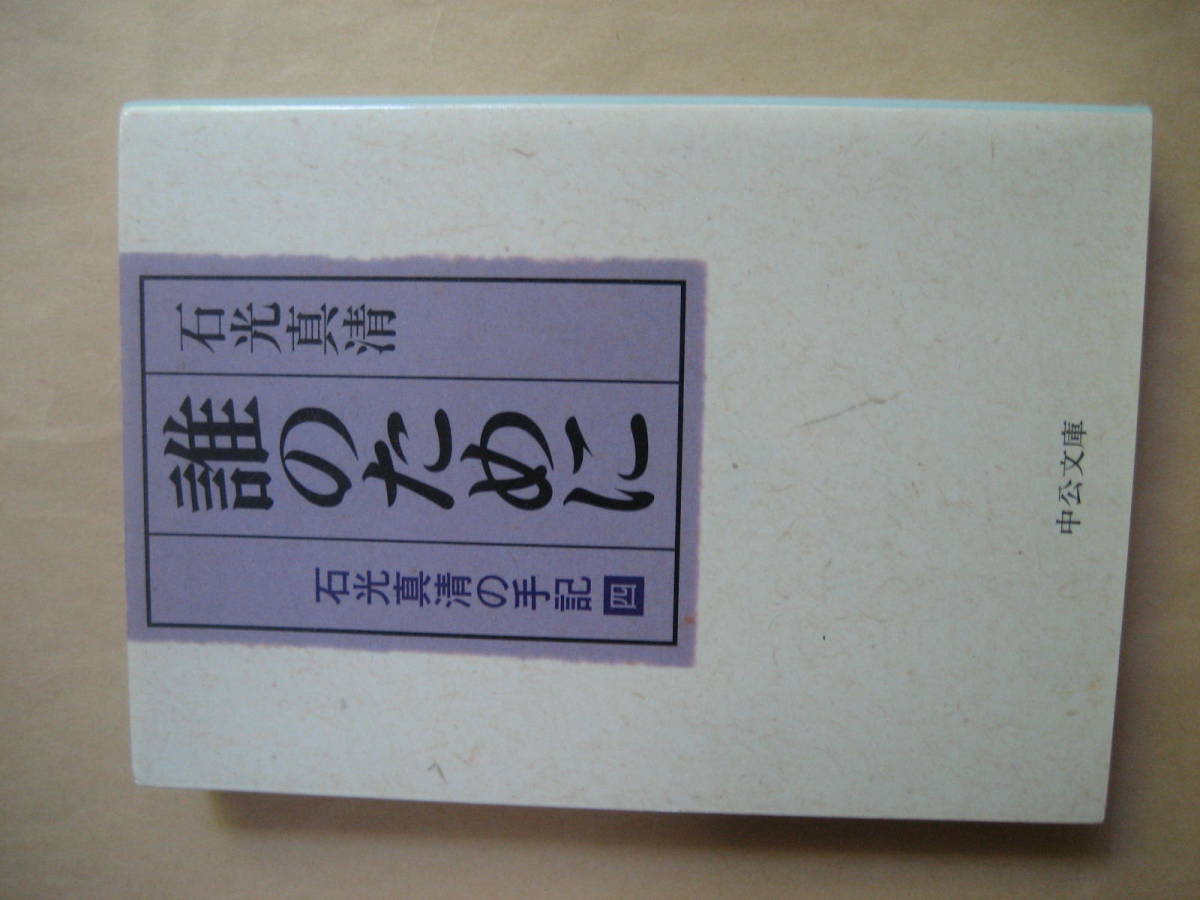 石光真清
誰のために
石光真清の手記 四
中公文庫